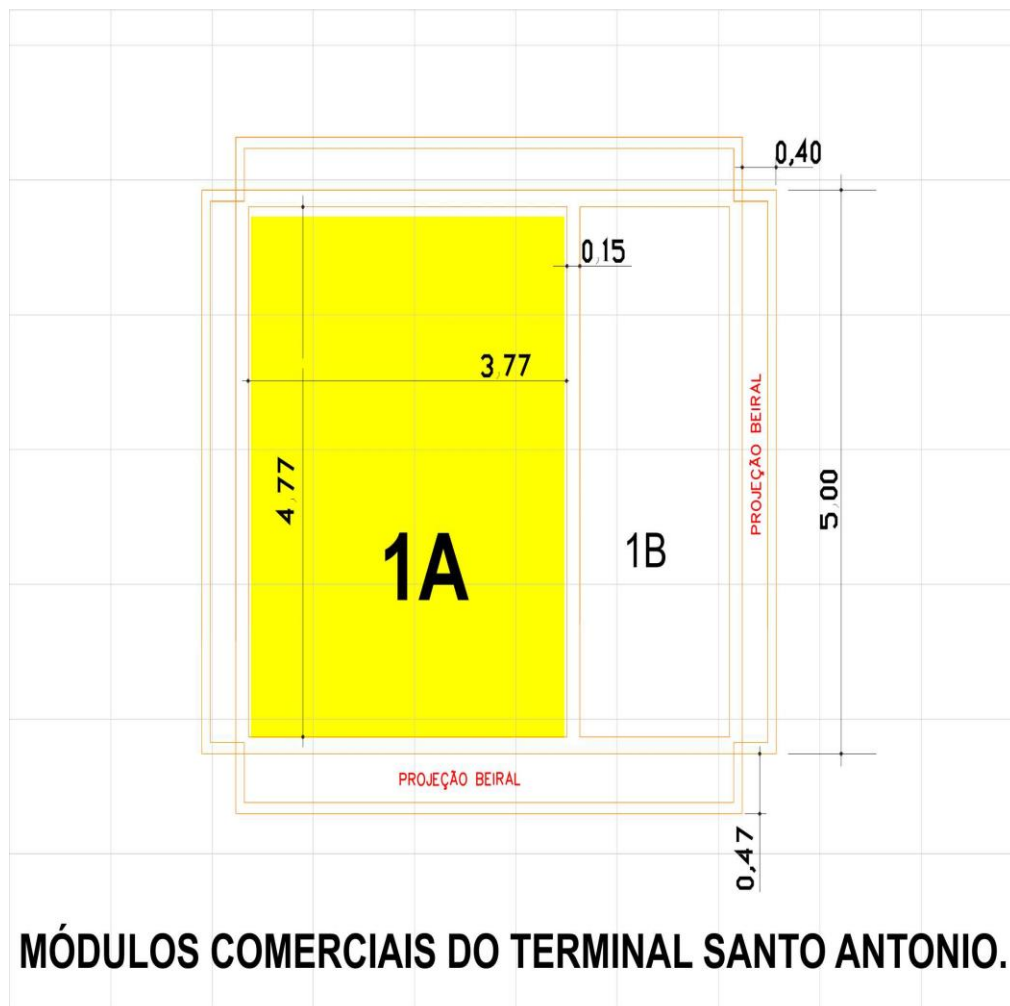 0,40
0,15
3,77
PROJEÇÃO BEIRAL
4,77
5,00
1A
1B
PROJEÇÃO BEIRAL
0,47
MÓDULOS COMERCIAIS DO TERMINAL SANTO ANTONIO.